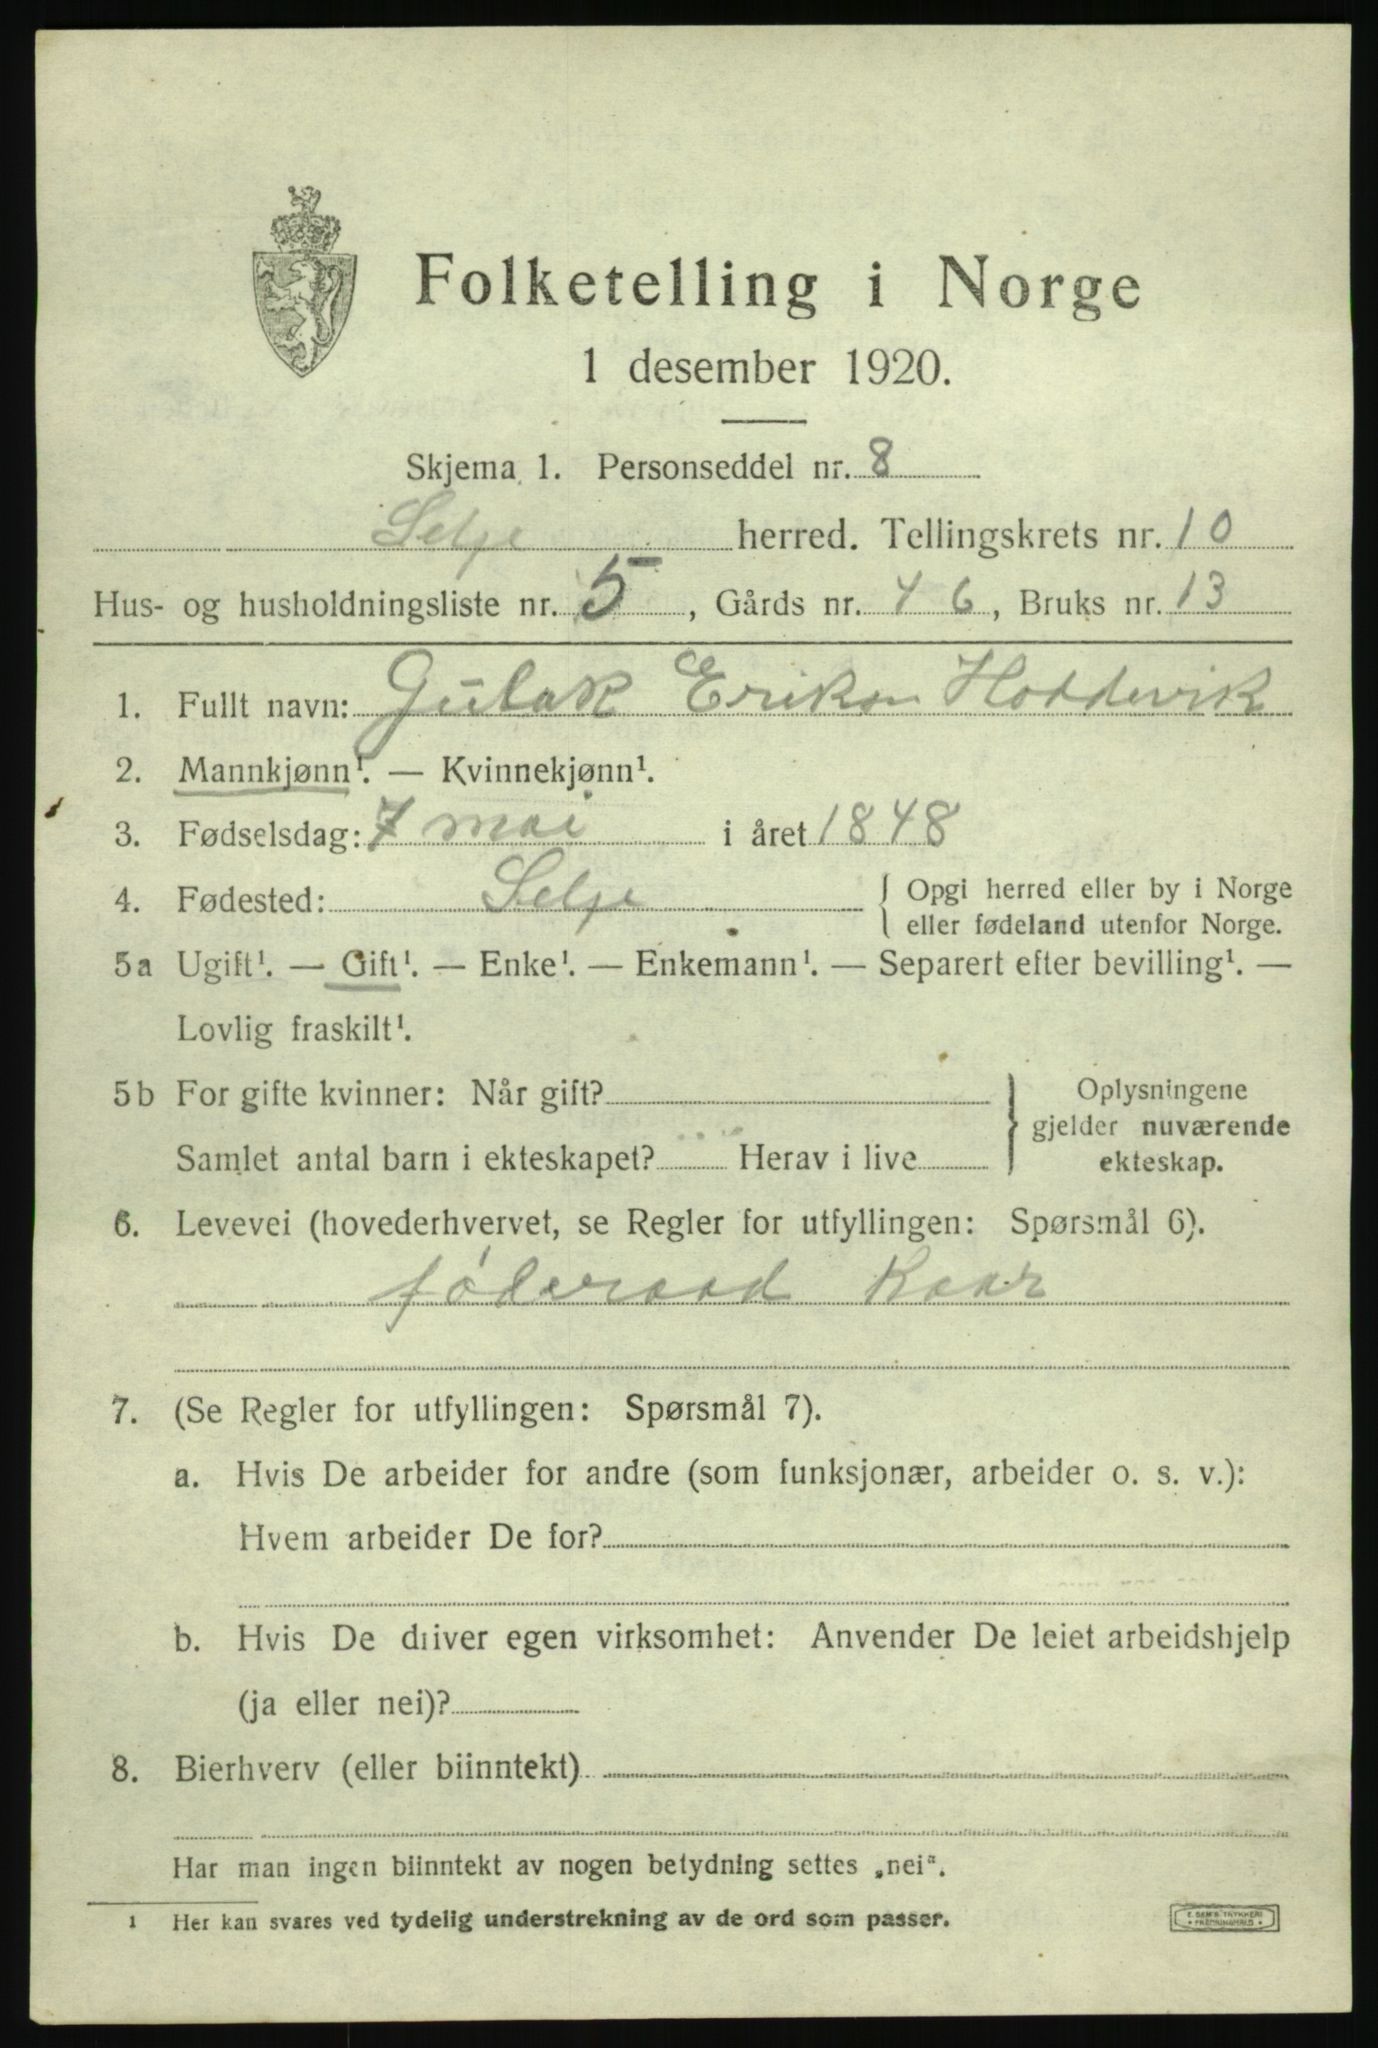 Folketelling i Norge
1 desember 1920.
Skjema 1. Personseddel nr. 8
Selje herred. Tellingskrets nr. 10
Hus- og husholdningsliste nr. 5, Gårds nr. 46, Bruks nr. 13
1. Fullt navn: Gulak Erikson Hoddevik
2. Mannkjønn¹. — Kvinnekjønn¹.
3. Fødselsdag: 7 mai i året 1848
4. Fødested: Selje { Opgi herred eller by i Norge
eller fødeland utenfor Norge.
5a Ugift¹. — Gift¹. — Enke¹. — Enkemann¹. — Separert efter bevilling¹. —
Lovlig fraskilt¹.
5b For gifte kvinner: Når gift?
Samlet antal barn i ekteskapet? Herav i live
} Oplysningene
gjelder nuværende
ekteskap.
6. Levevei (hovederhvervet, se Regler for utfyllingen: Spørsmål 6).
føderaad Kaar
7. (Se Regler for utfyllingen: Spørsmål 7).
a. Hvis De arbeider for andre (som funksjonær, arbeider o. s. v.):
Hvem arbeider De for?
b. Hvis De driver egen virksomhet: Anvender De leiet arbeidshjelp
(ja eller nei)?
8. Bierhverv (eller biinntekt)
Har man ingen biinntekt av nogen betydning settes „nei".
1 Her kan svares ved tydelig understrekning av de ord som passer.
E. SEM'S TRYKKERI
• FREDRIKSHALD •